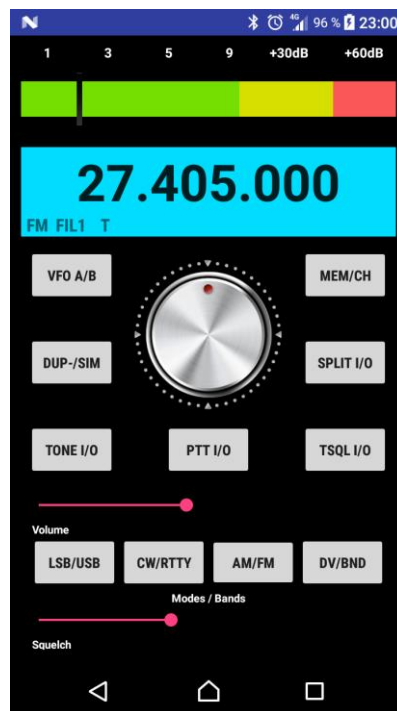 N 4G 96 % 23:00
1 3 5 9 +30dB +60dB
27.405.000
FM FIL1 T
VFO A/B MEM/CH
DUP-/SIM SPLIT I/O
TONE I/O PTT I/O TSQL I/O
Volume
LSB/USB CW/RTTY AM/FM DV/BND
Modes / Bands
Squelch